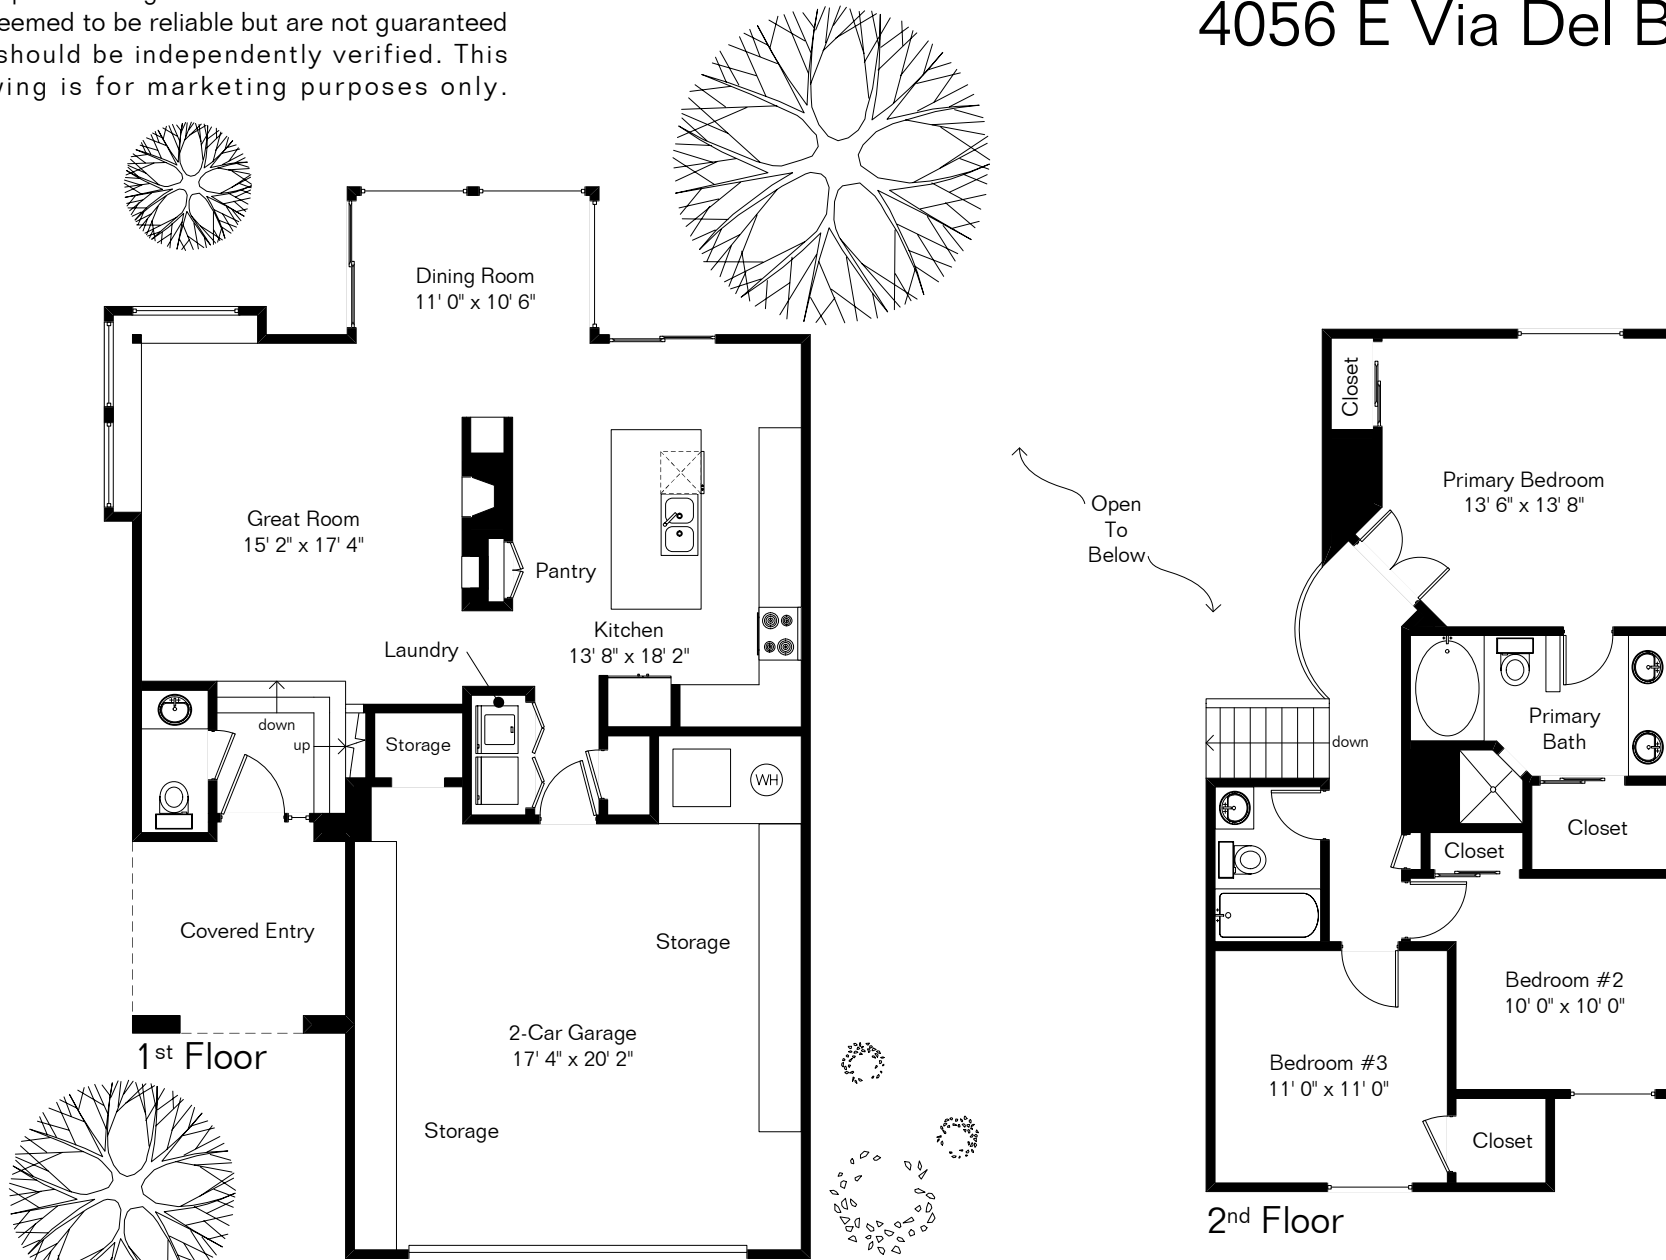 eemed to be reliable but are not guaranteed
should be independently verified. This
ing is for marketing purposes only.
4056 E Via Del B
Dining Room
11' 0" x 10' 6"
Great Room
15' 2" x 17' 4"
Pantry
Kitchen
13' 8" x 18' 2"
Laundry
down
up
Storage
WH
Covered Entry
Storage
2-Car Garage
17' 4" x 20' 2"
Storage
1st Floor
Open
To
Below
Closet
Primary Bedroom
13' 6" x 13' 8"
Primary
Bath
down
Closet
Closet
Bedroom #2
10' 0" x 10' 0"
Bedroom #3
11' 0" x 11' 0"
Closet
2nd Floor